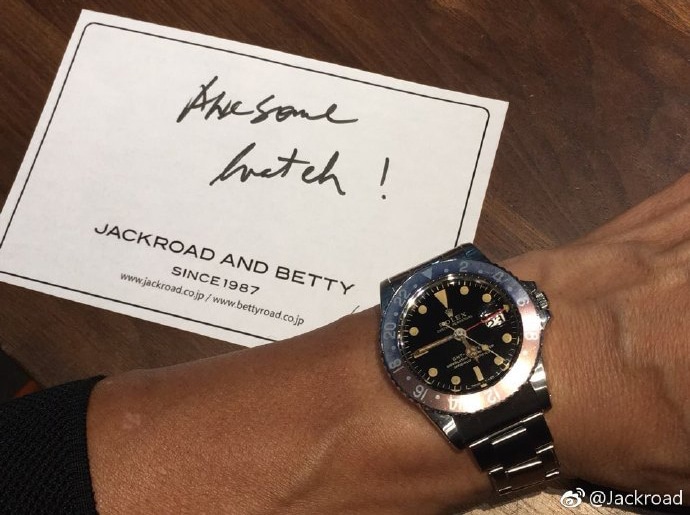 Awesome
Watch !
JACKROAD AND BETTY
SINCE1987
www.jackroad.co.jp / www.bettyroad.co.jp
ROLEX
@Jackroad